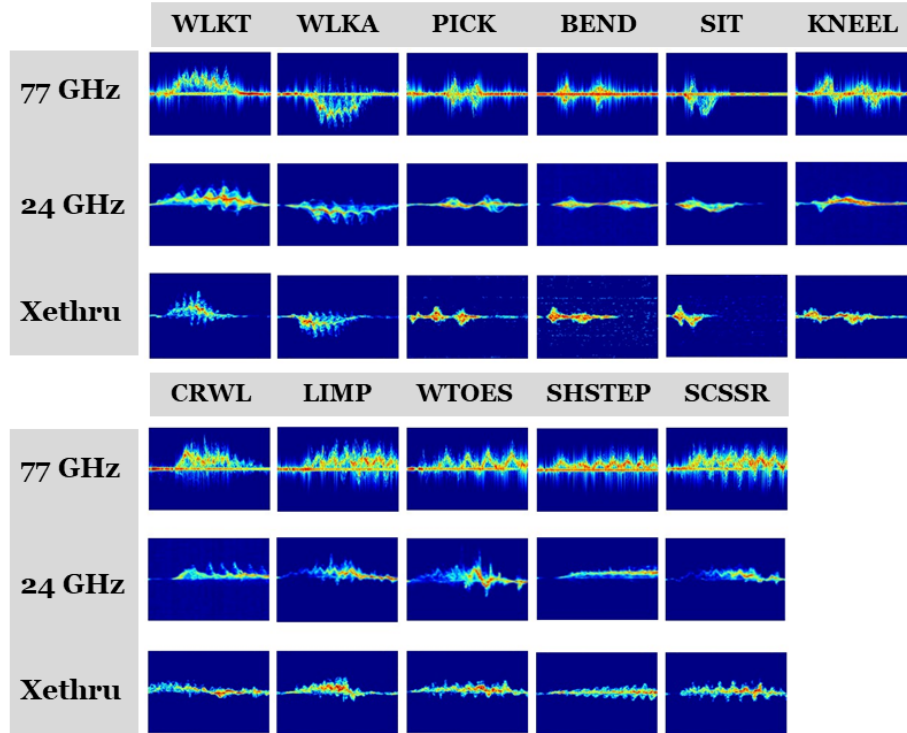 WLKT WLKA PICK BEND SIT KNEEL
77 GHz
24 GHz
Xethru
CRWL LIMP WTOES SHSTEP SCSSR
77 GHz
24 GHz
Xethru